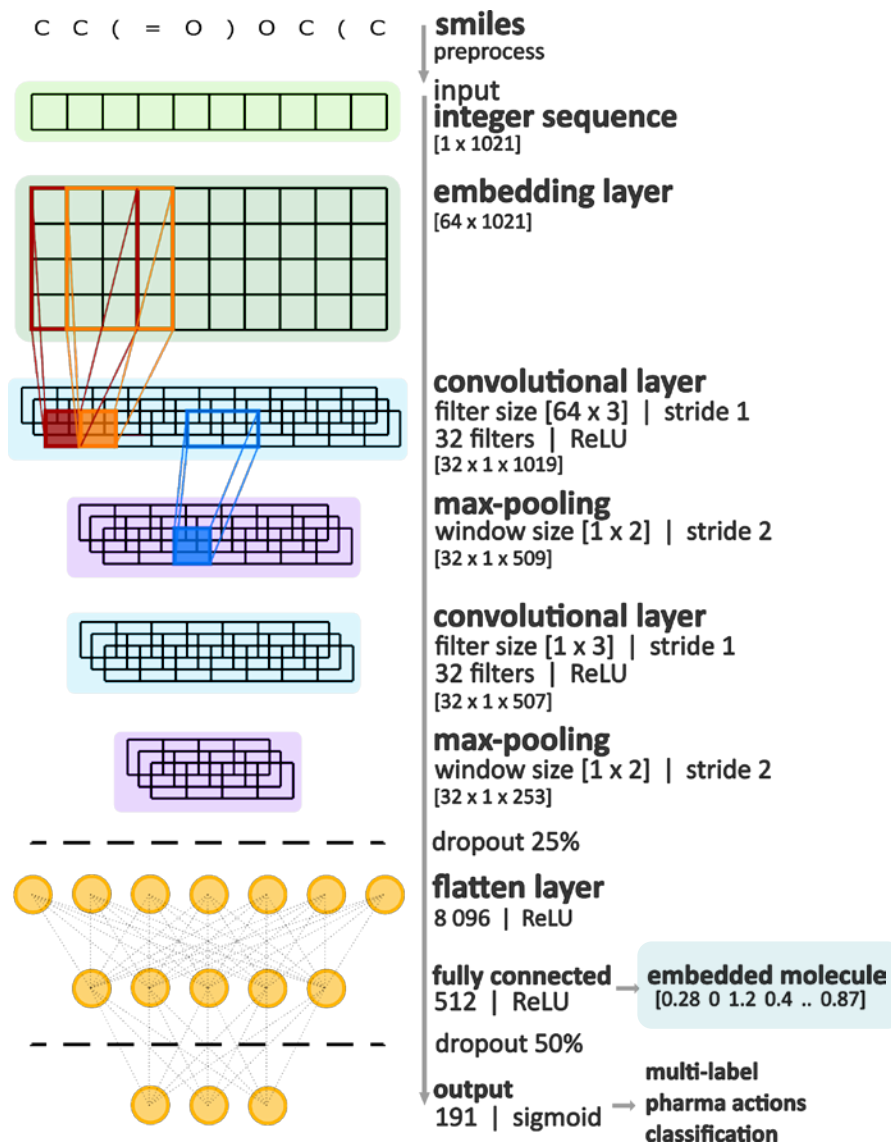 C C ( = O ) O C ( C
smiles
preprocess
input
integer sequence
[1 x 1021]
embedding layer
[64 x 1021]
convolutional layer
filter size [64 x 3] | stride 1
32 filters | ReLU
[32 x 1 x 1019]
max-pooling
window size [1 x 2] | stride 2
[32 x 1 x 509]
convolutional layer
filter size [1 x 3] | stride 1
32 filters | ReLU
[32 x 1 x 507]
max-pooling
window size [1 x 2] | stride 2
[32 x 1 x 253]
dropout 25%
flatten layer
8 096 | ReLU
fully connected
512 | ReLU
embedded molecule
[0.28 0 1.2 0.4 .. 0.87]
dropout 50%
output
191 | sigmoid
multi-label
pharma actions
classification